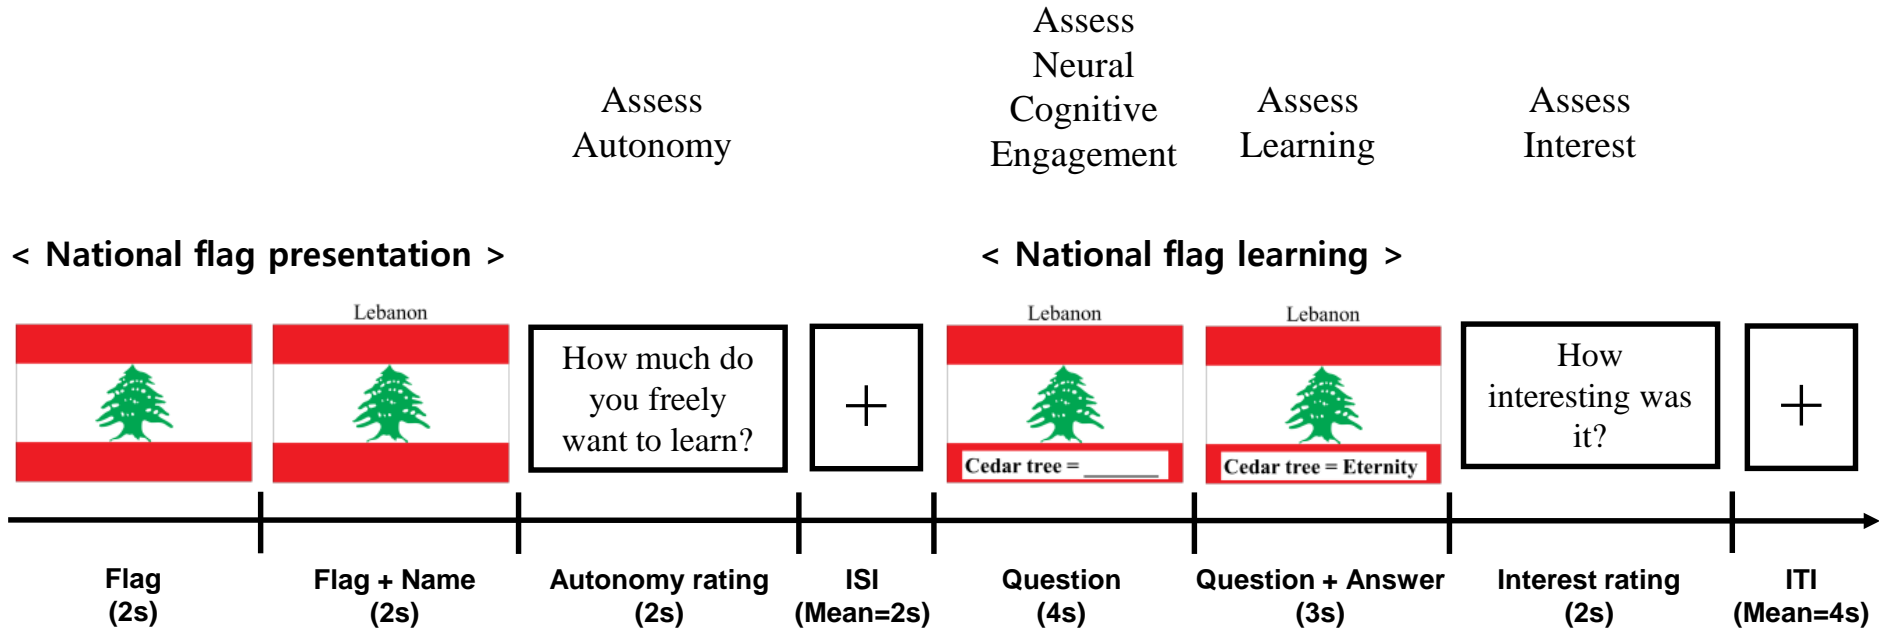 Assess
Autonomy
Assess
Neural
Cognitive
Engagement
Assess
Learning
Assess
Interest
< National flag presentation >
< National flag learning >
Lebanon
How much do
you freely
want to learn?
+
Lebanon
Cedar tree = ________
Lebanon
Cedar tree = Eternity
How
interesting was
it?
+
Flag
(2s)
Flag + Name
(2s)
Autonomy rating
(2s)
ISI
(Mean=2s)
Question
(4s)
Question + Answer
(3s)
Interest rating
(2s)
ITI
(Mean=4s)